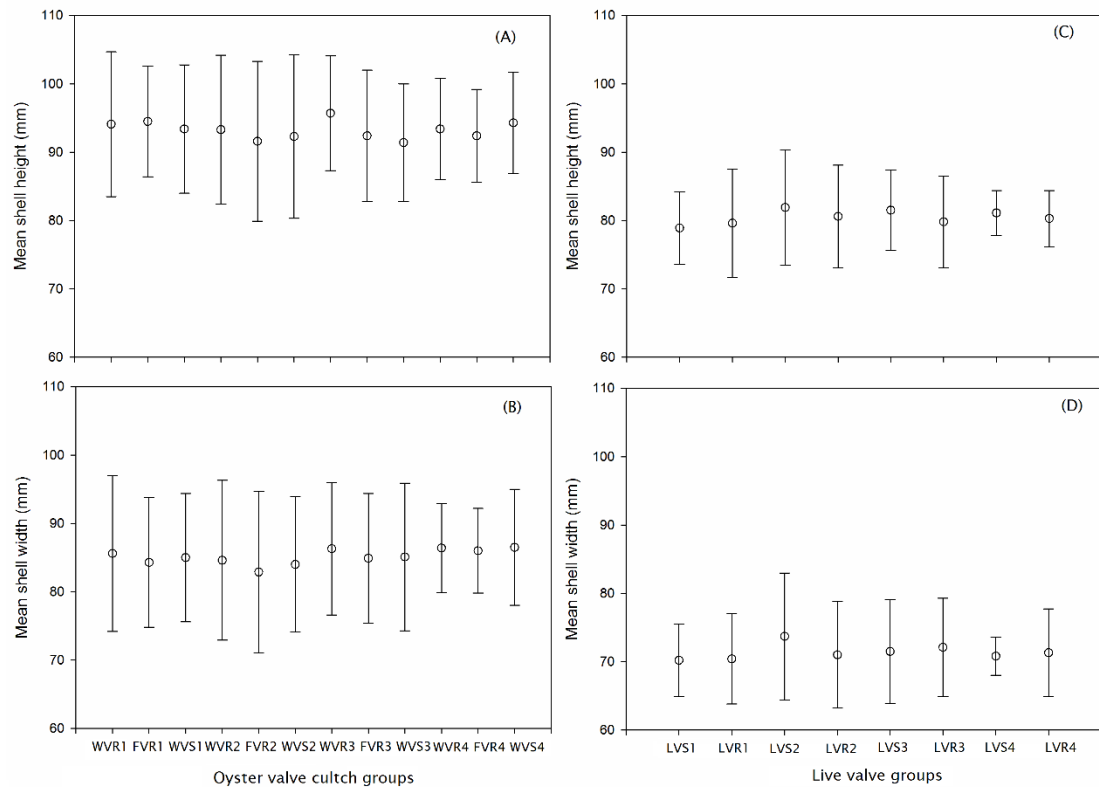 (A)
Mean shell height (mm)
110
100
90
80
70
60
(C)
Mean shell height (mm)
110
100
90
80
70
60
(B)
Mean shell width (mm)
110
100
90
80
70
60
WVR1 FVR1 WVS1 WVR2 FVR2 WVS2 WVR3 FVR3 WVS3 WVR4 FVR4 WVS4
Oyster valve cultch groups
(D)
Mean shell width (mm)
110
100
90
80
70
60
LVS1 LVR1 LVS2 LVR2 LVS3 LVR3 LVS4 LVR4
Live valve groups